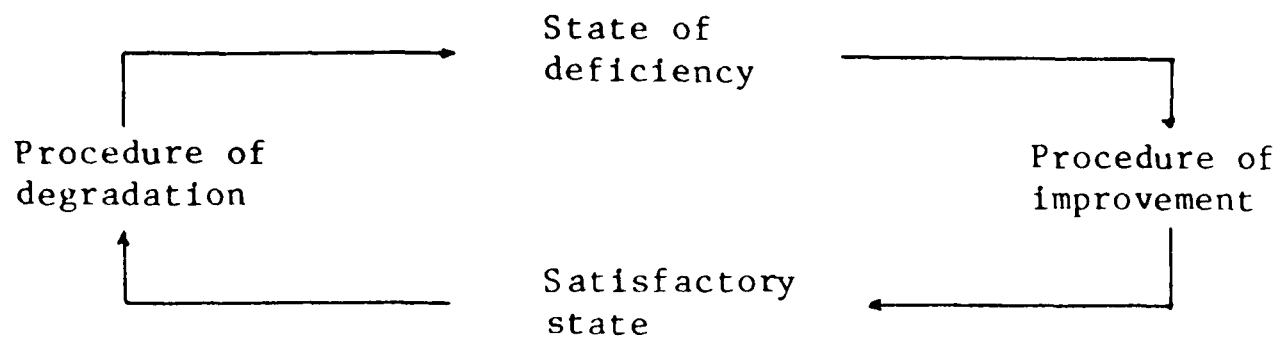 State of
deficiency
Procedure of
degradation
Procedure of
improvement
Satisfactory
state